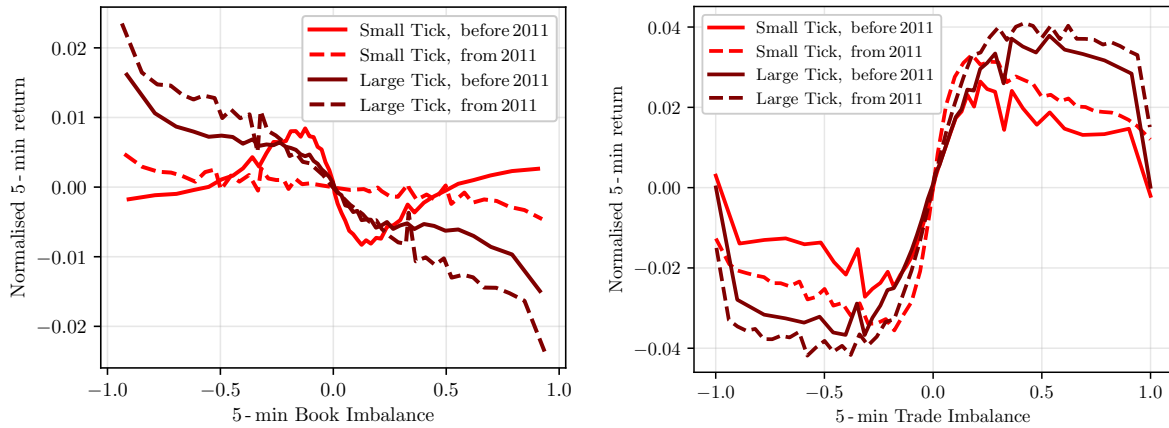 Normalised 5-min return
0.02
0.01
0.00
−0.01
−0.02
Small Tick, before 2011
Small Tick, from 2011
Large Tick, before 2011
Large Tick, from 2011
−1.0 −0.5 0.0 0.5 1.0
5-min Book Imbalance
Normalised 5-min return
0.04
0.02
0.00
−0.02
−0.04
Small Tick, before 2011
Small Tick, from 2011
Large Tick, before 2011
Large Tick, from 2011
−1.0 −0.5 0.0 0.5 1.0
5-min Trade Imbalance